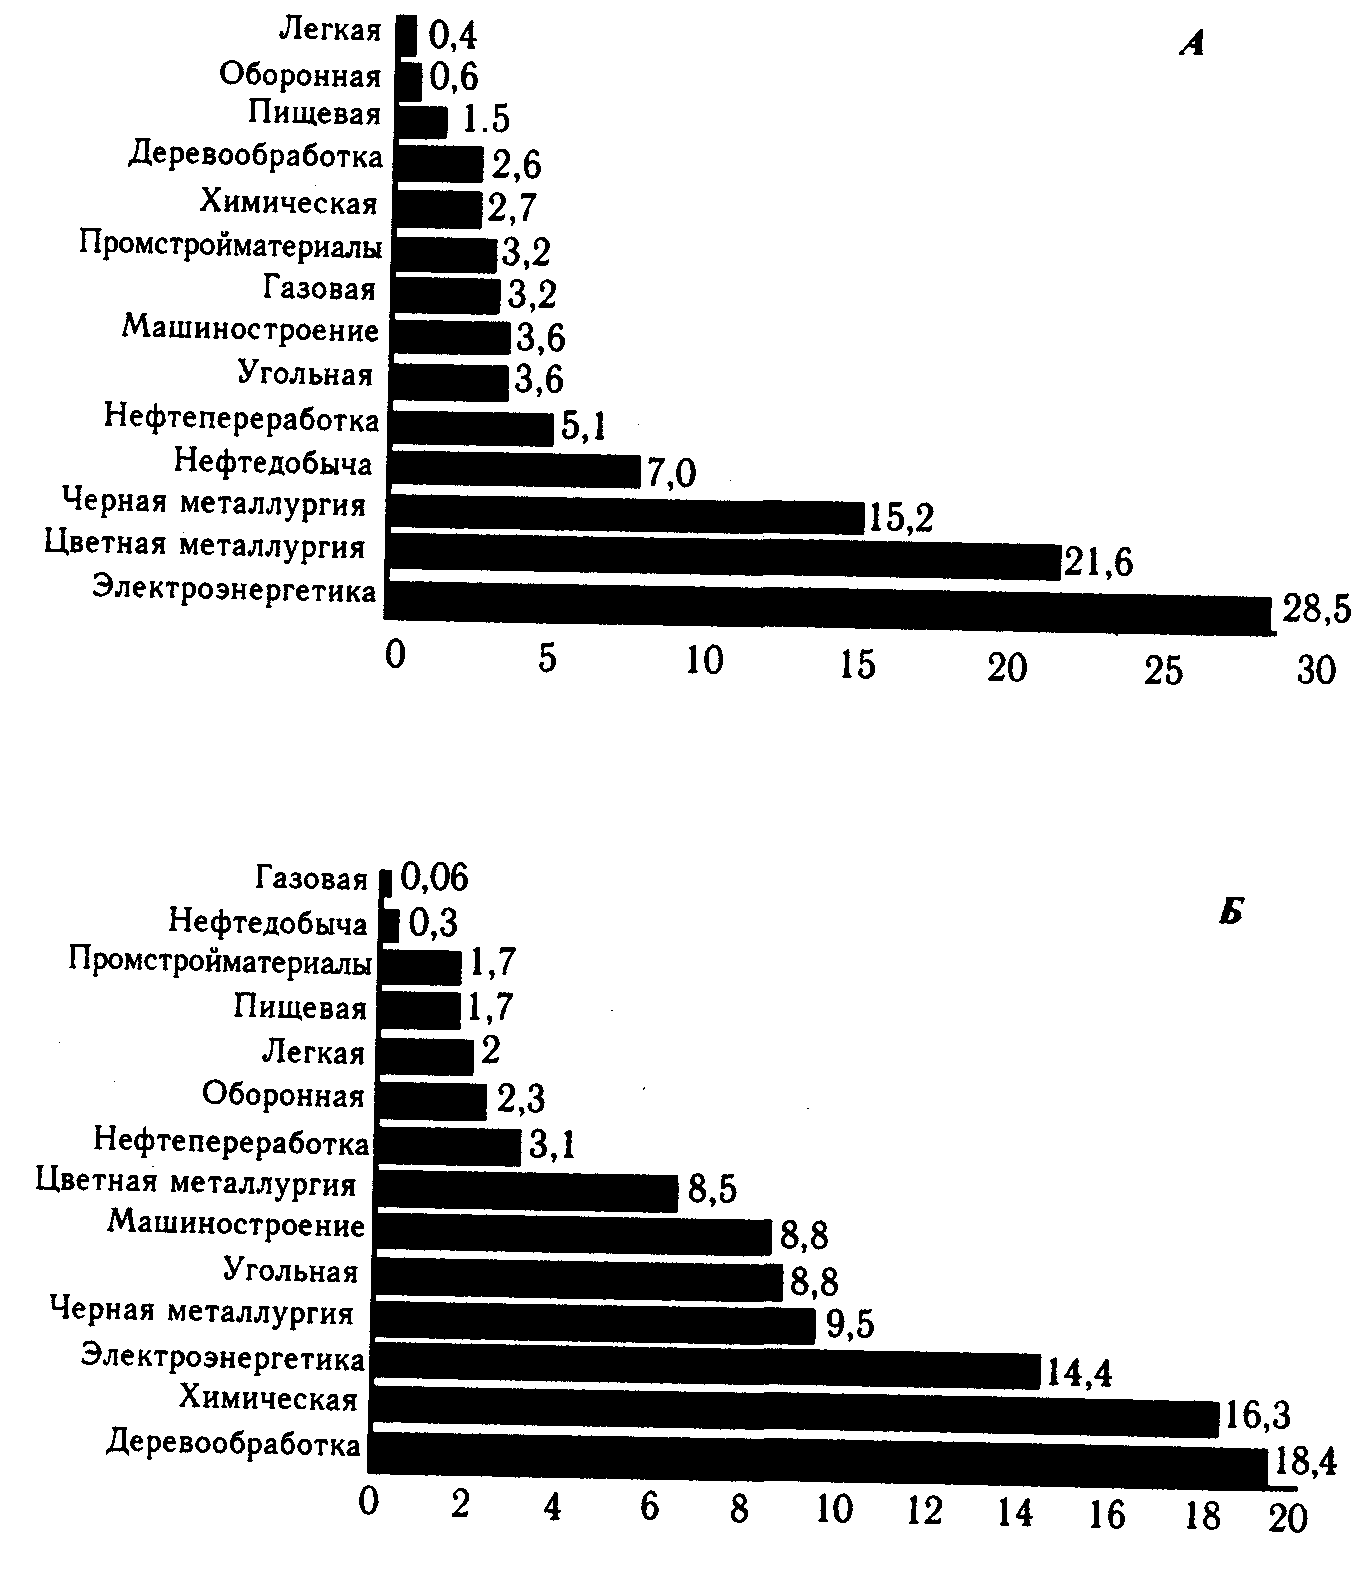 Легкая 0,4
А
Оборонная 0,6
Пищевая 1.5
Деревообработка 2,6
Химическая 2,7
Промстройматериалы 3,2
Газовая 3,2
Машиностроение 3,6
Угольная 3,6
Нефтепереработка 5,1
Нефтедобыча 7,0
Черная металлургия 15,2
Цветная металлургия 21,6
Электроэнергетика 28,5
0 5 10 15 20 25 30
Газовая 0,06
Б
Нефтедобыча 0,3
Промстройматериалы 1,7
Пищевая 1,7
Легкая 2
Оборонная 2,3
Нефтепереработка 3,1
Цветная металлургия 8,5
Машиностроение 8,8
Угольная 8,8
Черная металлургия 9,5
Электроэнергетика 14,4
Химическая 16,3
Деревообработка 18,4
0 2 4 6 8 10 12 14 16 18 20